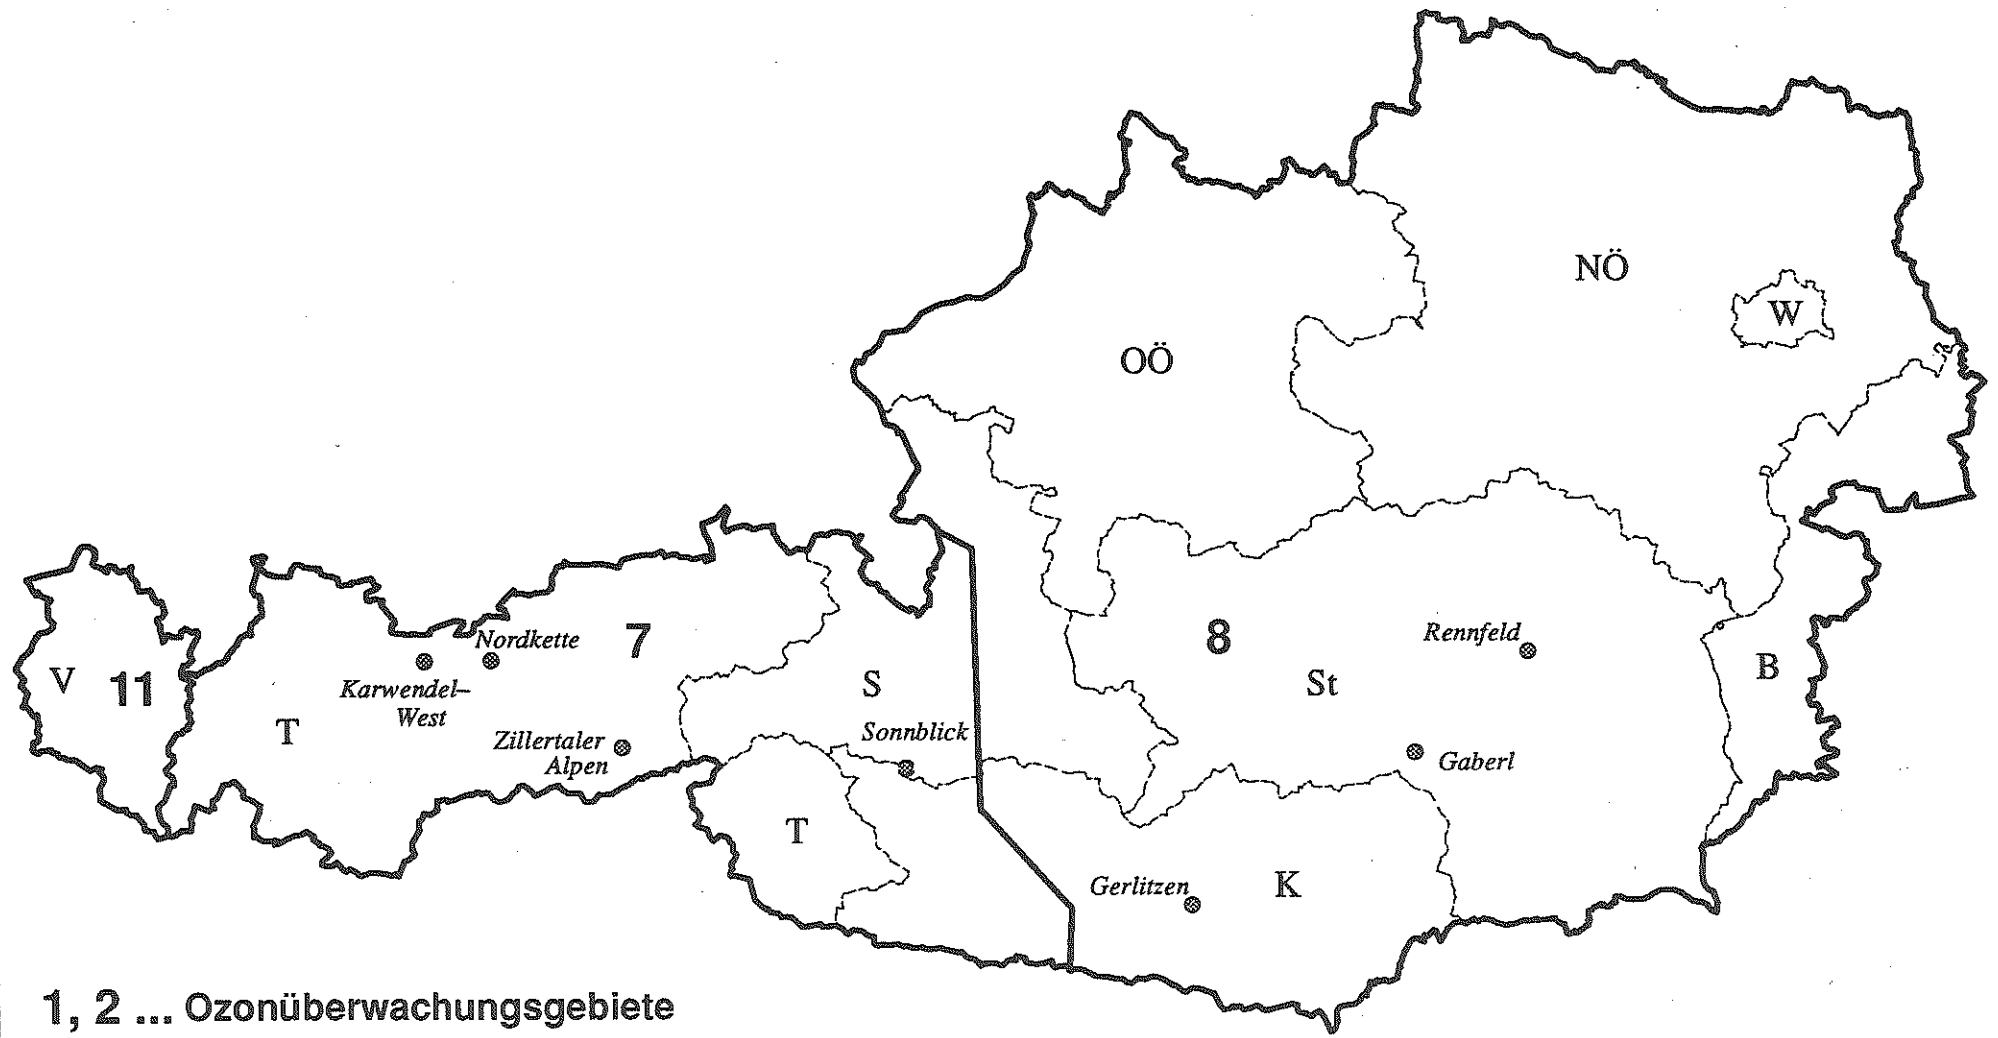 NÖ
W
OÖ
7
8
Nordkette
Rennfeld
V
11
Karwendel–
West
S
St
B
T
Zillertaler
Alpen
Sonnblick
Gaberl
T
Gerlitzen
K
1, 2 ... Ozonüberwachungsgebiete